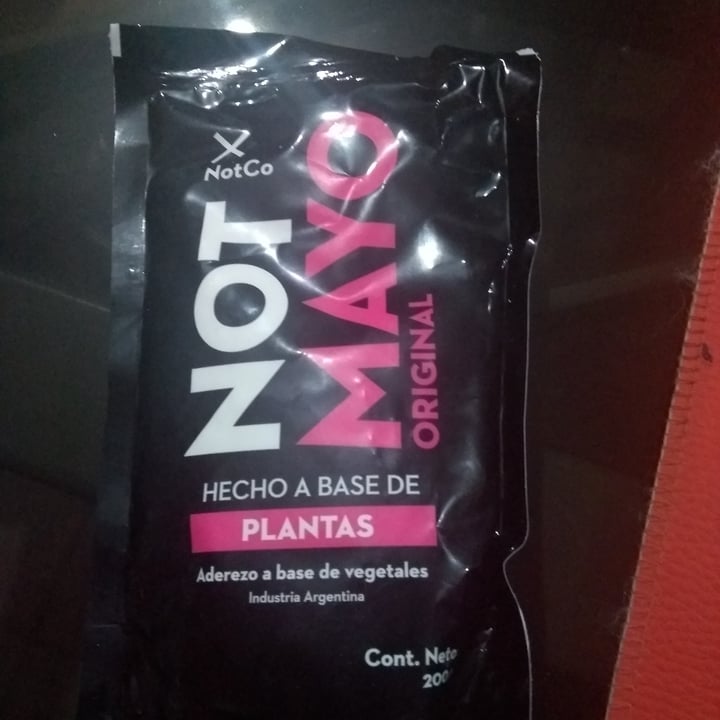 NotCo
NOT
MAYO
ORIGINAL
HECHO A BASE DE
PLANTAS
Aderezo a base de vegetales
Industria Argentina
Cont. Neto
200